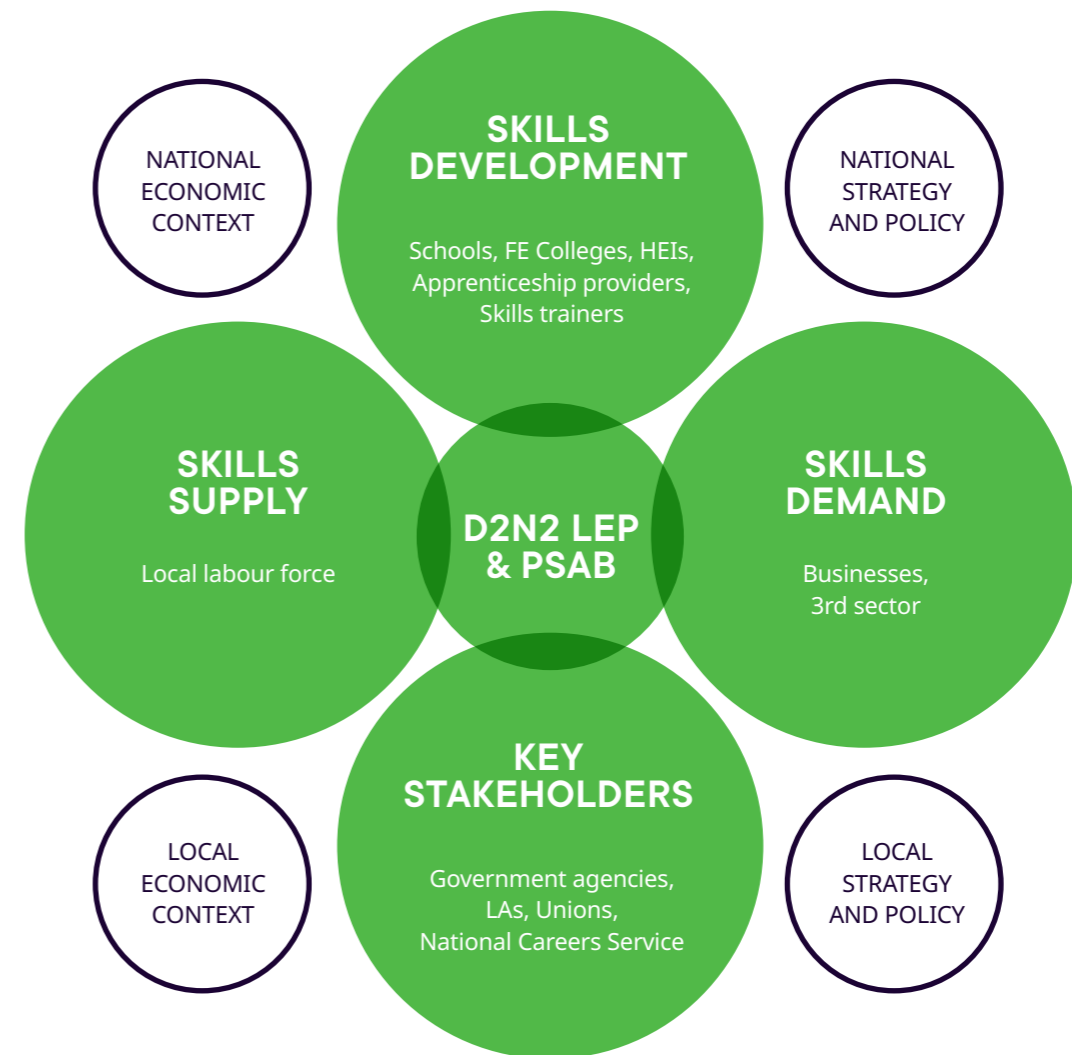 SKILLS
DEVELOPMENT
Schools, FE Colleges, HEIs,
Apprenticeship providers,
Skills trainers
NATIONAL
ECONOMIC
CONTEXT
NATIONAL
STRATEGY
AND POLICY
SKILLS
SUPPLY
Local labour force
D2N2 LEP
& PSAB
SKILLS
DEMAND
Businesses,
3rd sector
KEY
STAKEHOLDERS
Government agencies,
LAs, Unions,
National Careers Service
LOCAL
ECONOMIC
CONTEXT
LOCAL
STRATEGY
AND POLICY